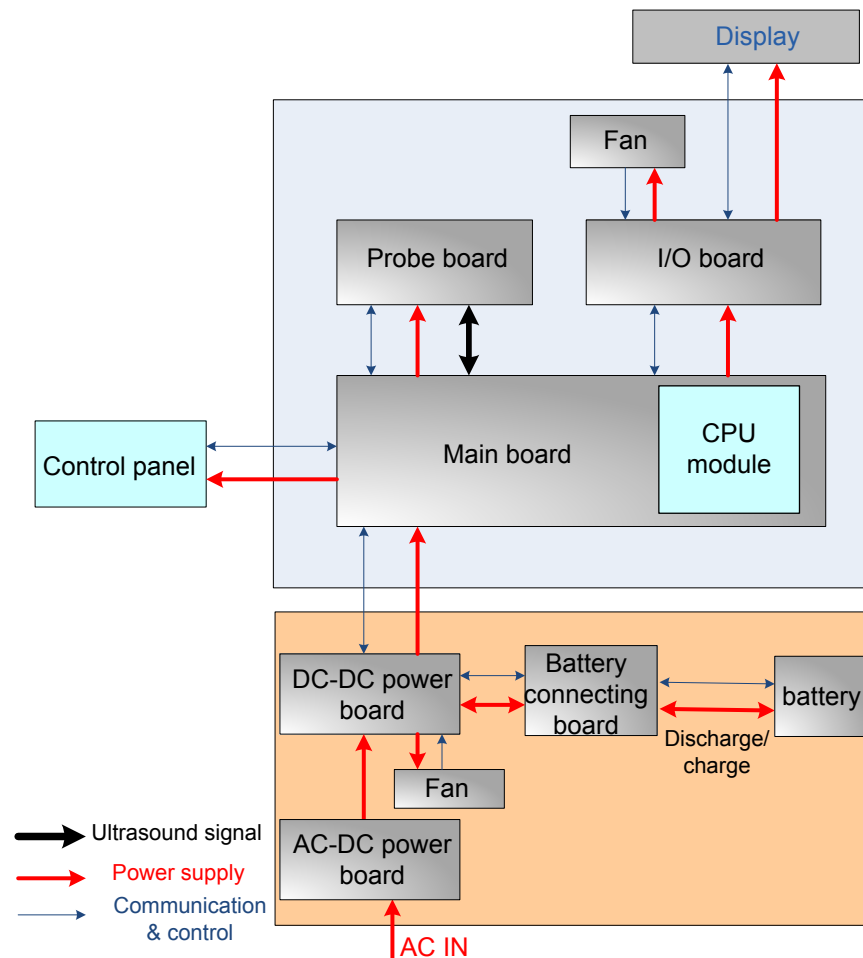 Display
Fan
Probe board
I/O board
Control panel
Main board
CPU
module
DC-DC power
board
Battery
connecting
board
battery
Discharge/
charge
Fan
AC-DC power
board
AC IN
Ultrasound signal
Power supply
Communication
& control